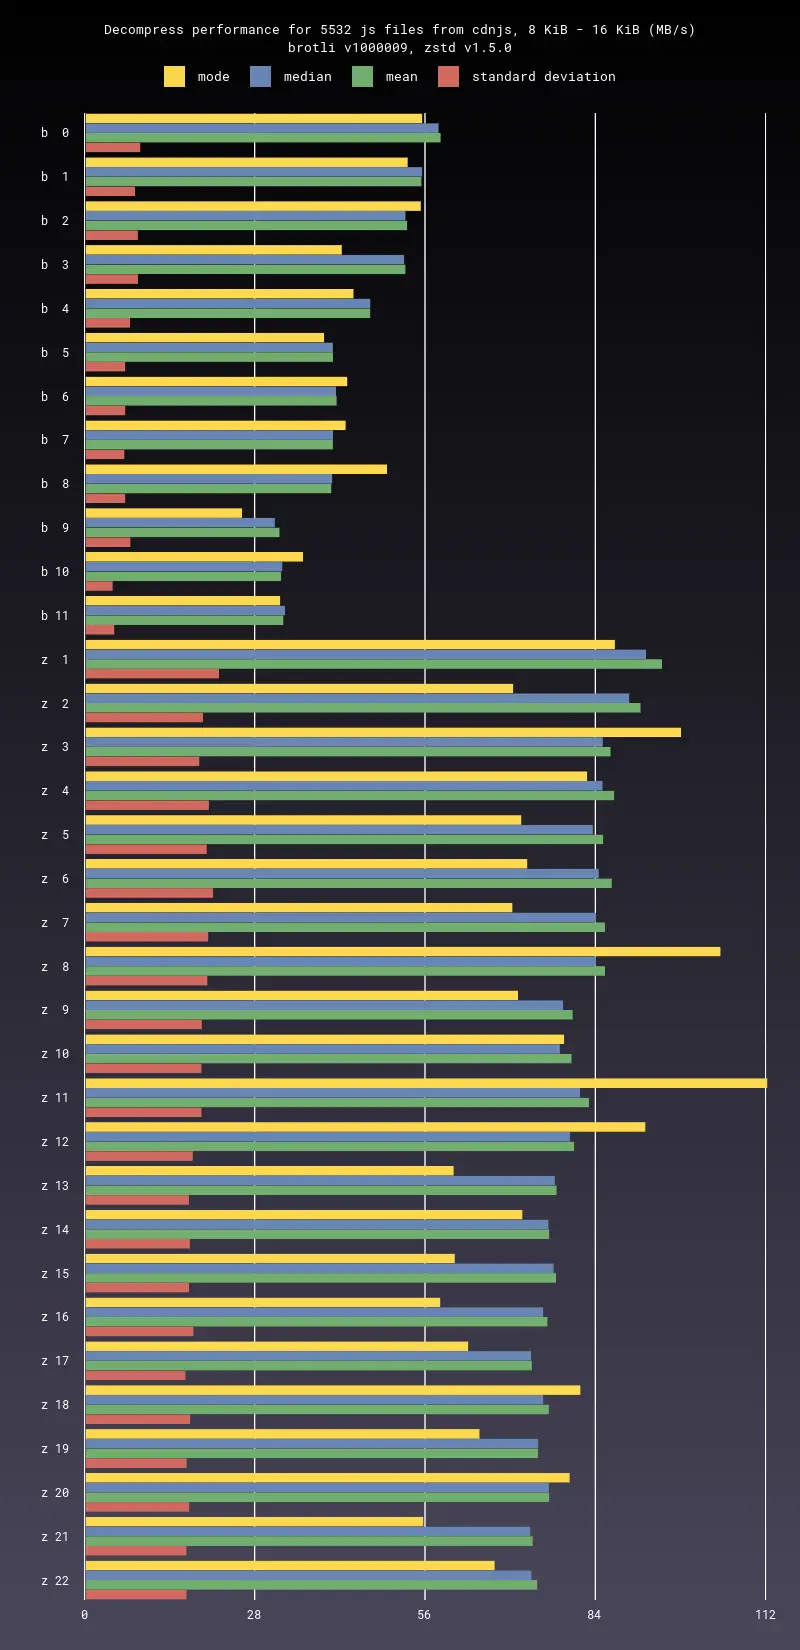 Decompress performance for 5532 js files from cdnjs, 8 KiB - 16 KiB (MB/s)
brotli v1000009, zstd v1.5.0
mode median mean standard deviation
b 0
b 1
b 2
b 3
b 4
b 5
b 6
b 7
b 8
b 9
b 10
b 11
z 1
z 2
z 3
z 4
z 5
z 6
z 7
z 8
z 9
z 10
z 11
z 12
z 13
z 14
z 15
z 16
z 17
z 18
z 19
z 20
z 21
z 22
0 28 56 84 112